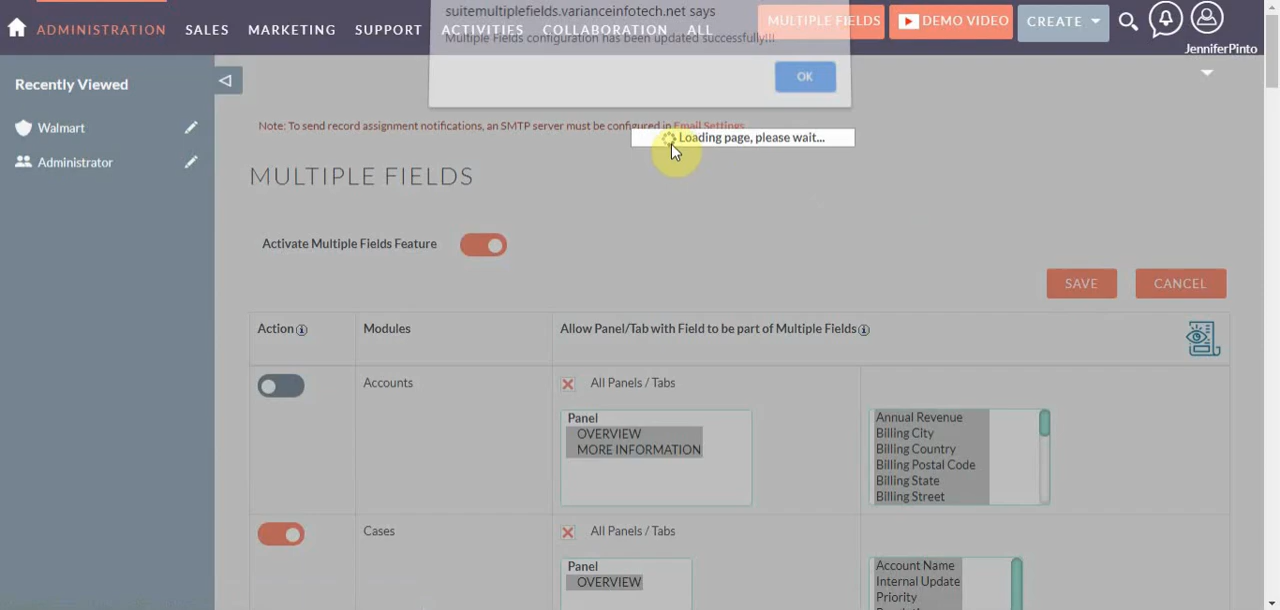 suitemultiplefields.varianceinfotech.net says
Multiple Fields configuration has been updated successfully!!!
OK
ADMINISTRATION SALES MARKETING SUPPORT ACTIVITIES COLLABORATION ALL
MULTIPLE FIELDS
DEMO VIDEO
CREATE
JenniferPinto
Recently Viewed
Walmart
Administrator
Note: To send record assignment notifications, an SMTP server must be configured in Email Settings.
Loading page, please wait...
MULTIPLE FIELDS
Activate Multiple Fields Feature
SAVE CANCEL
Action Modules Allow Panel/Tab with Field to be part of Multiple Fields
Accounts
All Panels / Tabs
Panel
OVERVIEW
MORE INFORMATION
Annual Revenue
Billing City
Billing Country
Billing Postal Code
Billing State
Billing Street
Cases
All Panels / Tabs
Panel
OVERVIEW
Account Name
Internal Update
Priority